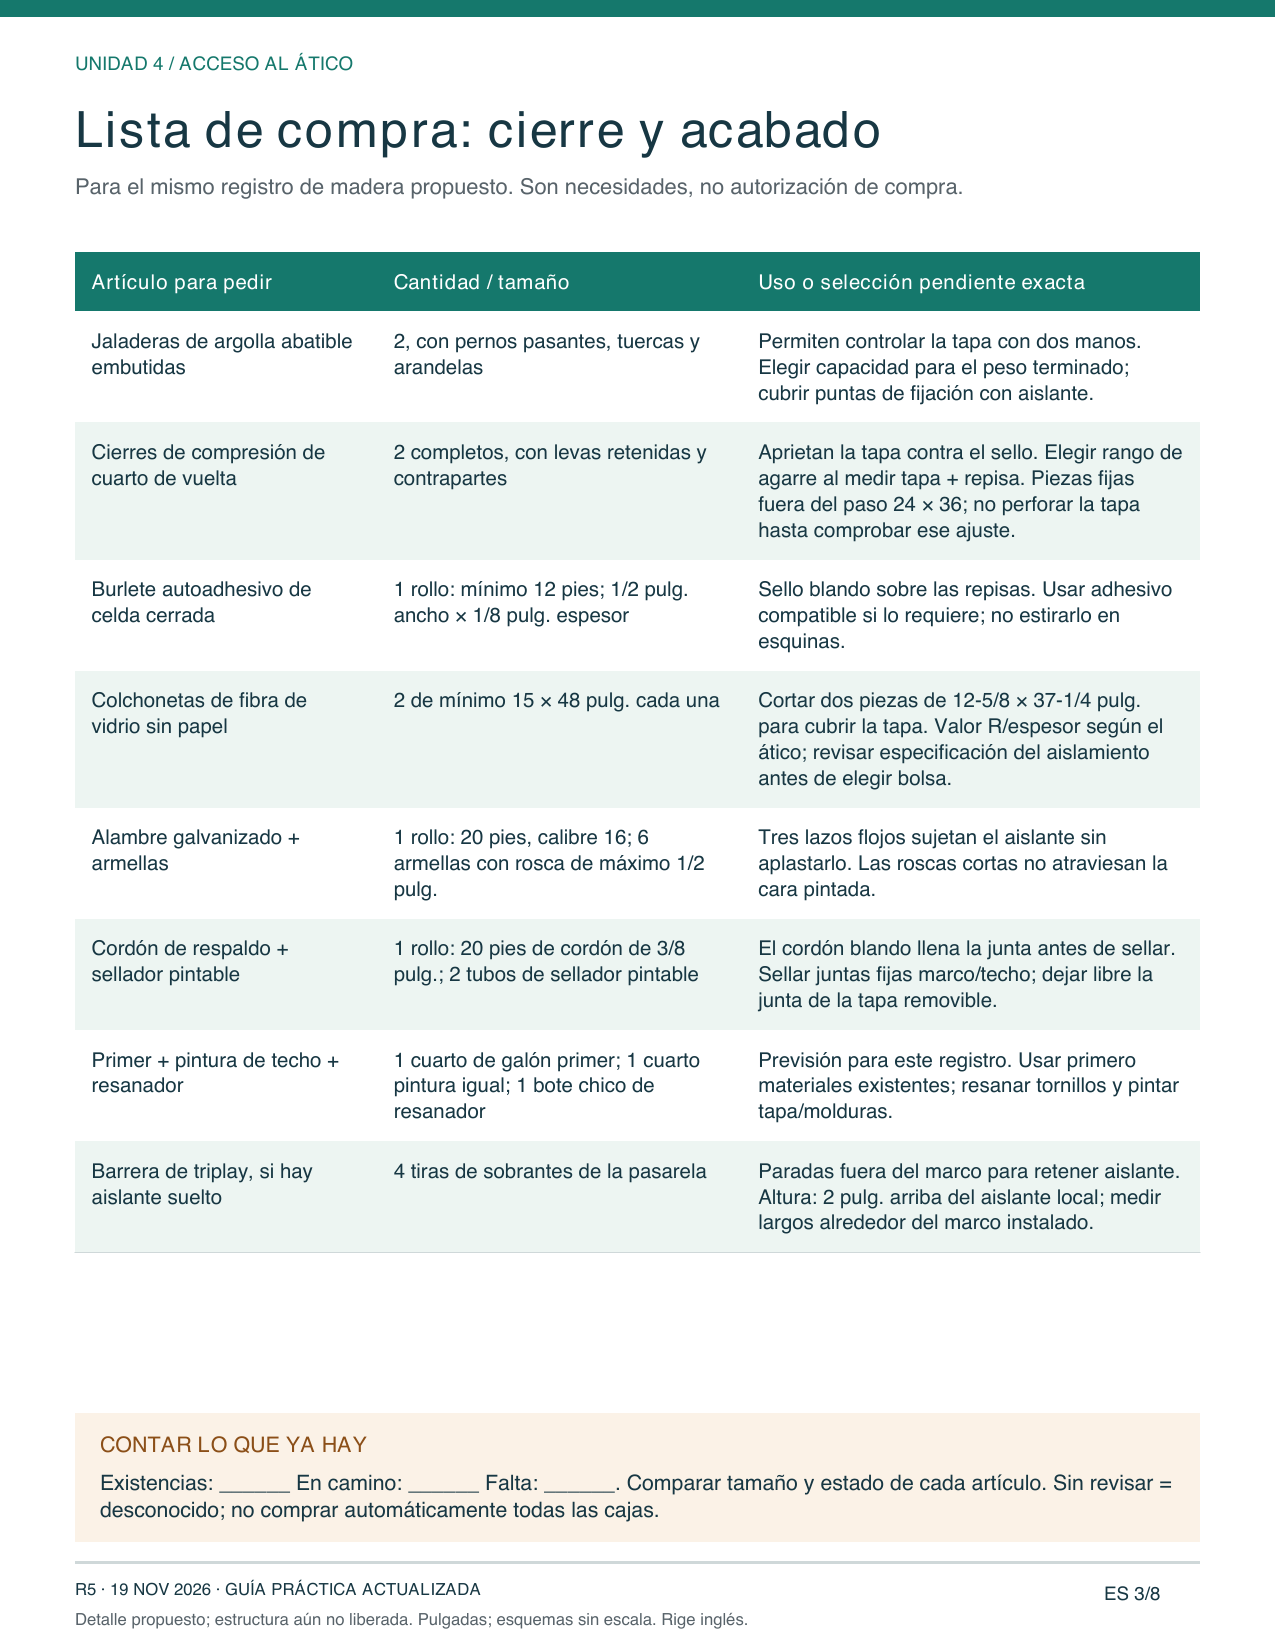 UNIDAD 4 / ACCESO AL ÁTICO
Lista de compra: cierre y acabado
Para el mismo registro de madera propuesto. Son necesidades, no autorización de compra.
Artículo para pedir
Cantidad / tamaño
Uso o selección pendiente exacta
Jaladeras de argolla abatible
embutidas
2, con pernos pasantes, tuercas y
arandelas
Permiten controlar la tapa con dos manos.
Elegir capacidad para el peso terminado;
cubrir puntas de fijación con aislante.
Cierres de compresión de
cuarto de vuelta
2 completos, con levas retenidas y
contrapartes
Aprietan la tapa contra el sello. Elegir rango de
agarre al medir tapa + repisa. Piezas fijas
fuera del paso 24 × 36; no perforar la tapa
hasta comprobar ese ajuste.
Burlete autoadhesivo de
celda cerrada
1 rollo: mínimo 12 pies; 1/2 pulg.
ancho × 1/8 pulg. espesor
Sello blando sobre las repisas. Usar adhesivo
compatible si lo requiere; no estirarlo en
esquinas.
Colchonetas de fibra de
vidrio sin papel
2 de mínimo 15 × 48 pulg. cada una
Cortar dos piezas de 12-5/8 × 37-1/4 pulg.
para cubrir la tapa. Valor R/espesor según el
ático; revisar especificación del aislamiento
antes de elegir bolsa.
Alambre galvanizado +
armellas
1 rollo: 20 pies, calibre 16; 6
armellas con rosca de máximo 1/2
pulg.
Tres lazos flojos sujetan el aislante sin
aplastarlo. Las roscas cortas no atraviesan la
cara pintada.
Cordón de respaldo +
sellador pintable
1 rollo: 20 pies de cordón de 3/8
pulg.; 2 tubos de sellador pintable
El cordón blando llena la junta antes de sellar.
Sellar juntas fijas marco/techo; dejar libre la
junta de la tapa removible.
Primer + pintura de techo +
resanador
1 cuarto de galón primer; 1 cuarto
pintura igual; 1 bote chico de
resanador
Previsión para este registro. Usar primero
materiales existentes; resanar tornillos y pintar
tapa/molduras.
Barrera de triplay, si hay
aislante suelto
4 tiras de sobrantes de la pasarela
Paradas fuera del marco para retener aislante.
Altura: 2 pulg. arriba del aislante local; medir
largos alrededor del marco instalado.
CONTAR LO QUE YA HAY
Existencias: ______ En camino: ______ Falta: ______. Comparar tamaño y estado de cada artículo. Sin revisar =
desconocido; no comprar automáticamente todas las cajas.
R5 · 19 NOV 2026 · GUÍA PRÁCTICA ACTUALIZADA
ES 3/8
Detalle propuesto; estructura aún no liberada. Pulgadas; esquemas sin escala. Rige inglés.